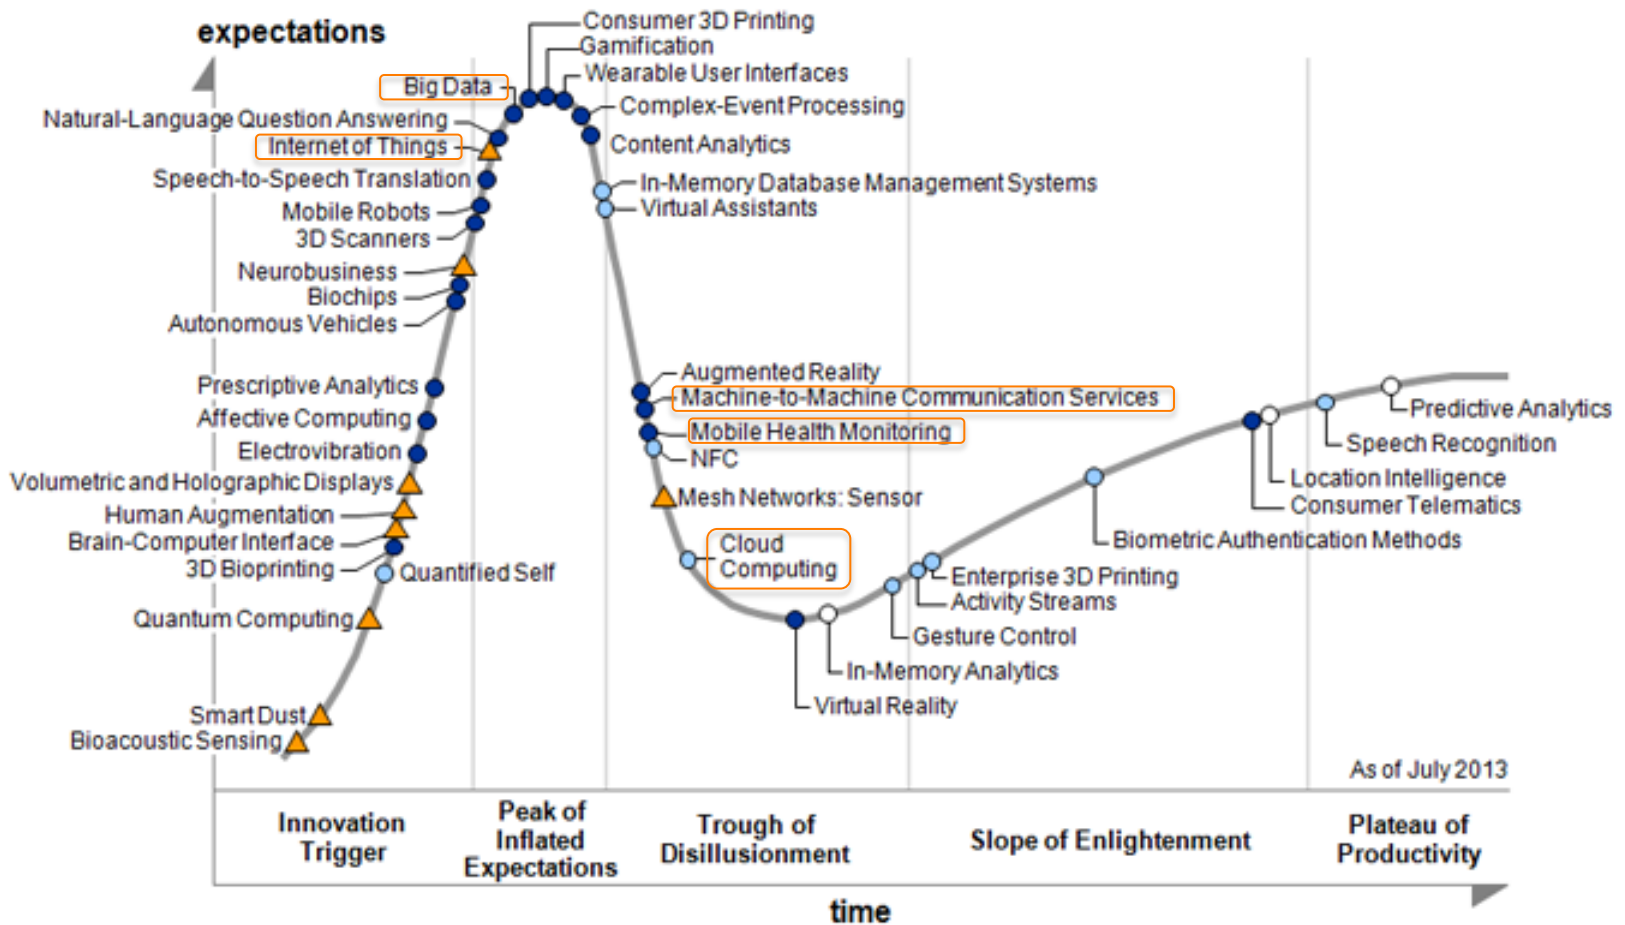 expectations
Consumer 3D Printing
Gamification
Wearable User Interfaces
Big Data
Complex-Event Processing
Natural-Language Question Answering
Content Analytics
Internet of Things
Speech-to-Speech Translation
In-Memory Database Management Systems
Mobile Robots
Virtual Assistants
3D Scanners
Neurobusiness
Biochips
Autonomous Vehicles
Augmented Reality
Prescriptive Analytics
Machine-to-Machine Communication Services
Predictive Analytics
Affective Computing
Mobile Health Monitoring
Speech Recognition
Electrovibration
NFC
Location Intelligence
Volumetric and Holographic Displays
Mesh Networks: Sensor
Consumer Telematics
Human Augmentation
Brain-Computer Interface
Cloud
Computing
Biometric Authentication Methods
3D Bioprinting
Quantified Self
Enterprise 3D Printing
Activity Streams
Quantum Computing
Gesture Control
In-Memory Analytics
Virtual Reality
Smart Dust
Bioacoustic Sensing
As of July 2013
Innovation
Trigger
Peak of
Inflated
Expectations
Trough of
Disillusionment
Slope of Enlightenment
Plateau of
Productivity
time